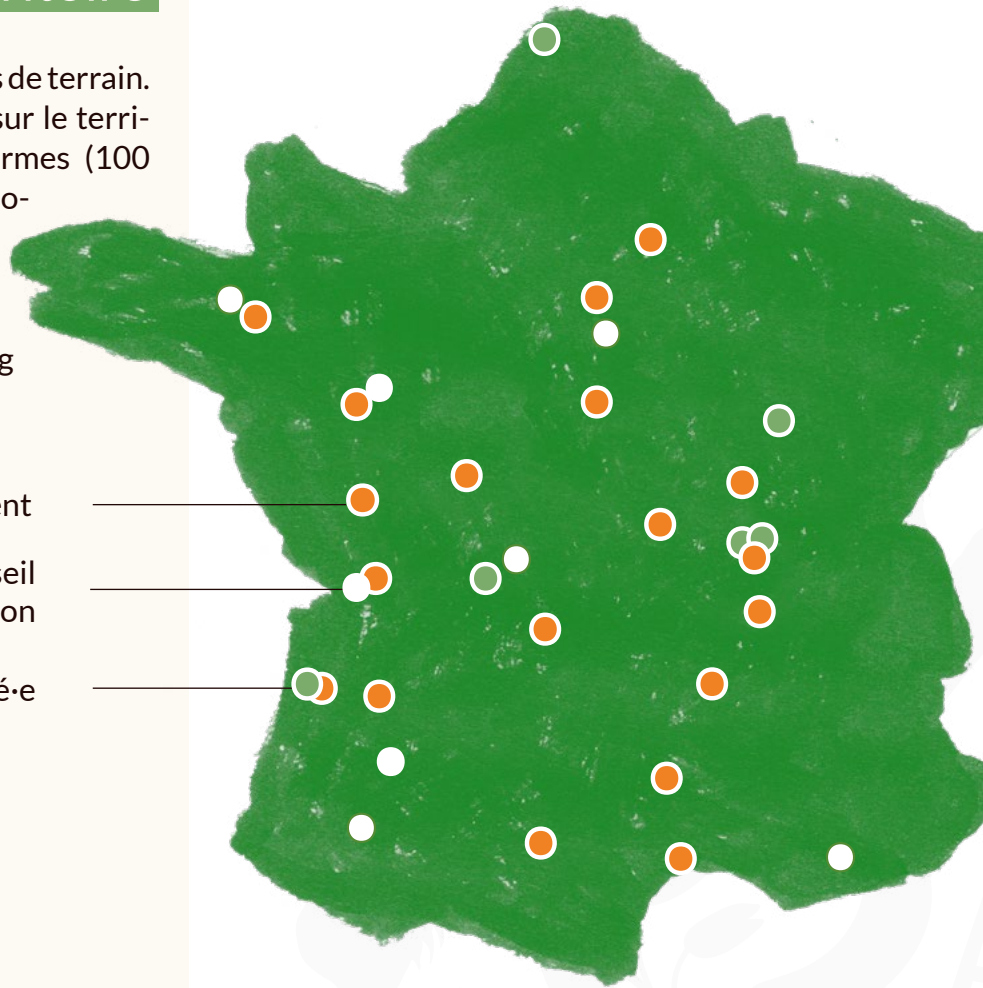 s de terrain.
sur le terri-
rmes (100
o-
g
ent
seil
on
é·e